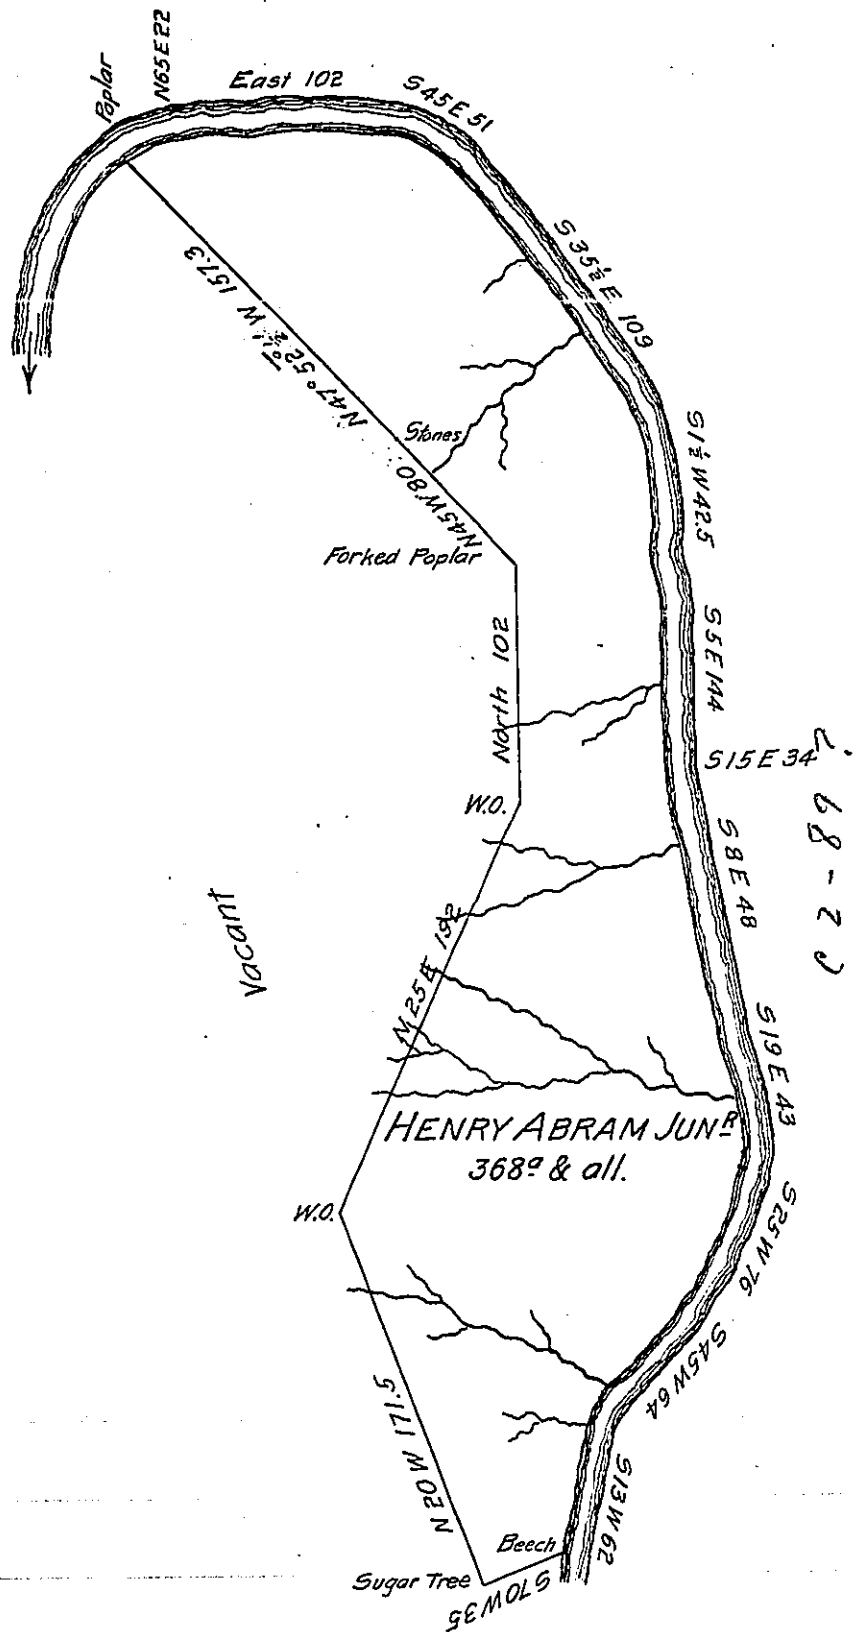 Poplar
N65E22
East 102
S45E51
S35½E 109
N47°52½'W 157.3
S1½W42.5
Stones
N45W80
Forked Poplar
S5E144
North 102
S15E34
W.O.
S8E48
N25E 192
Vacant
S19E43
HENRY ABRAM JUNR
368a & all.
W.O.
S25W76
S45W64
N20W 171.5
S13W62
Beech
Sugar Tree
S70W35